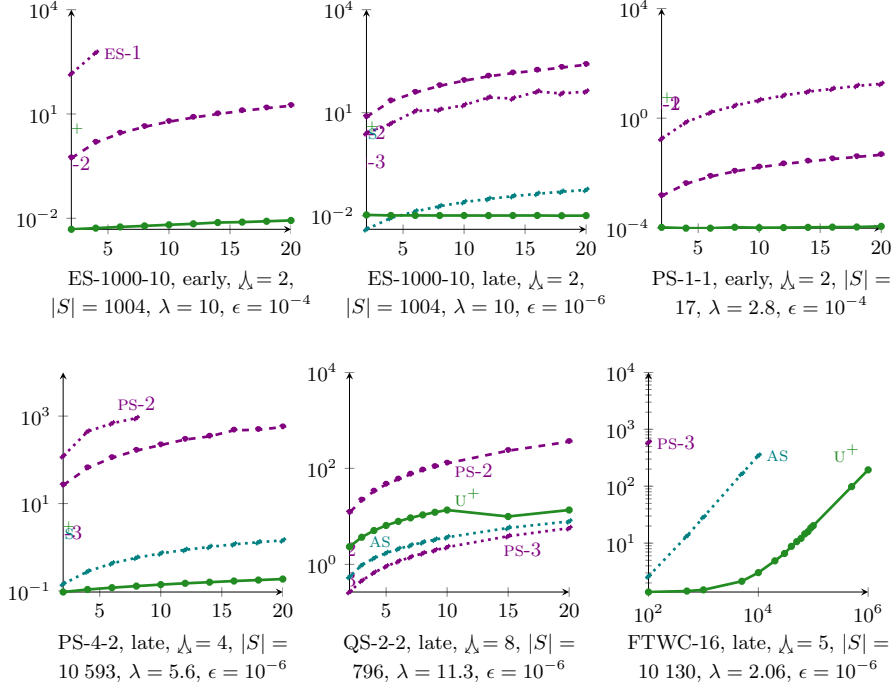 10^4
10^1
10^−2
ES-1
-2
+
5 10 15 20
ES-1000-10, early, ⅄= 2,
|S| = 1004, λ = 10, ϵ = 10^−4
10^4
10^1
10^−2
+
S-2
-3
5 10 15 20
ES-1000-10, late, ⅄= 2,
|S| = 1004, λ = 10, ϵ = 10^−6
10^4
10^0
10^−4
+
5 10 15 20
PS-1-1, early, ⅄= 2, |S| =
17, λ = 2.8, ϵ = 10^−4
10^3
10^1
10^−1
PS-2
+
S-3
5 10 15 20
PS-4-2, late, ⅄= 4, |S| =
10 593, λ = 5.6, ϵ = 10^−6
10^4
10^2
10^0
PS-2
U^+
AS
PS-3
5 10 15 20
QS-2-2, late, ⅄= 8, |S| =
796, λ = 11.3, ϵ = 10^−6
10^4
10^3
10^2
10^1
PS-3
AS
U^+
10^2 10^4 10^6
FTWC-16, late, ⅄= 5, |S| =
10 130, λ = 2.06, ϵ = 10^−6